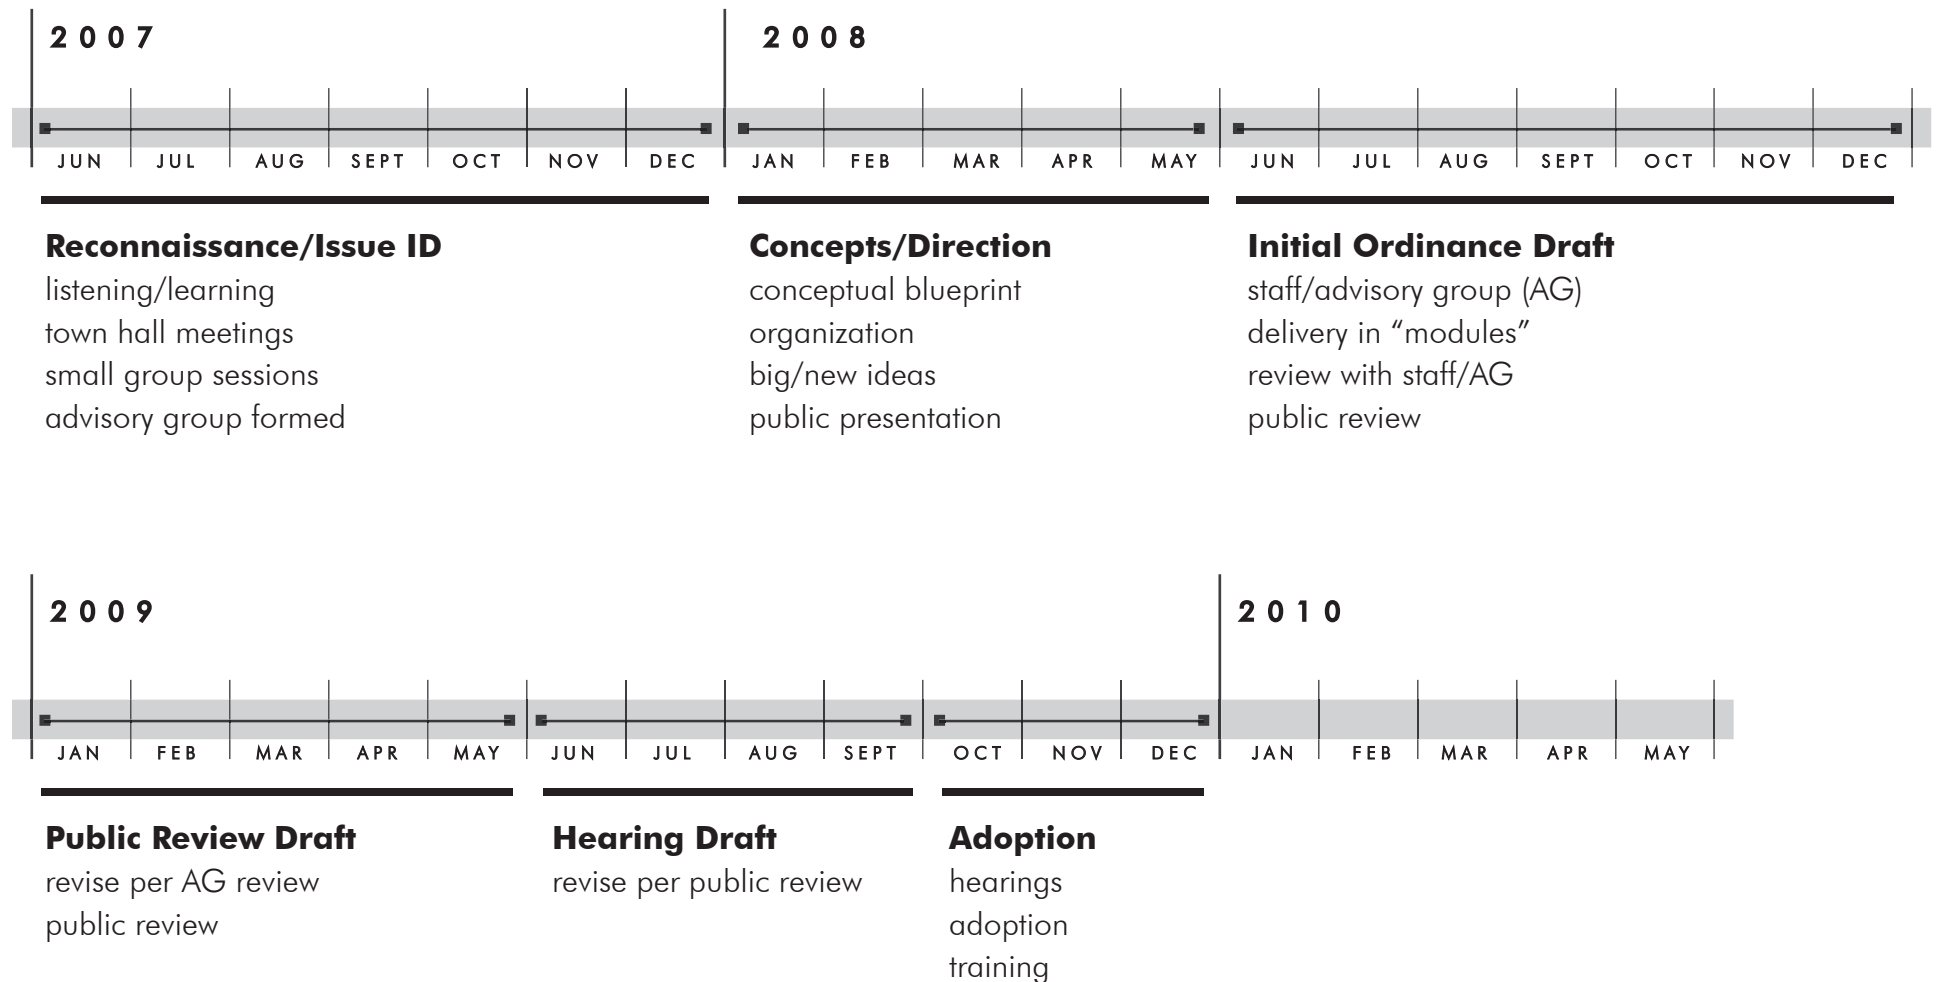 2007 2008
JUN JUL AUG SEPT OCT NOV DEC JAN FEB MAR APR MAY JUN JUL AUG SEPT OCT NOV DEC
Reconnaissance/Issue ID
listening/learning
town hall meetings
small group sessions
advisory group formed
Concepts/Direction
conceptual blueprint
organization
big/new ideas
public presentation
Initial Ordinance Draft
staff/advisory group (AG)
delivery in “modules”
review with staff/AG
public review
2009 2010
JAN FEB MAR APR MAY JUN JUL AUG SEPT OCT NOV DEC JAN FEB MAR APR MAY
Public Review Draft
revise per AG review
public review
Hearing Draft
revise per public review
Adoption
hearings
adoption
training